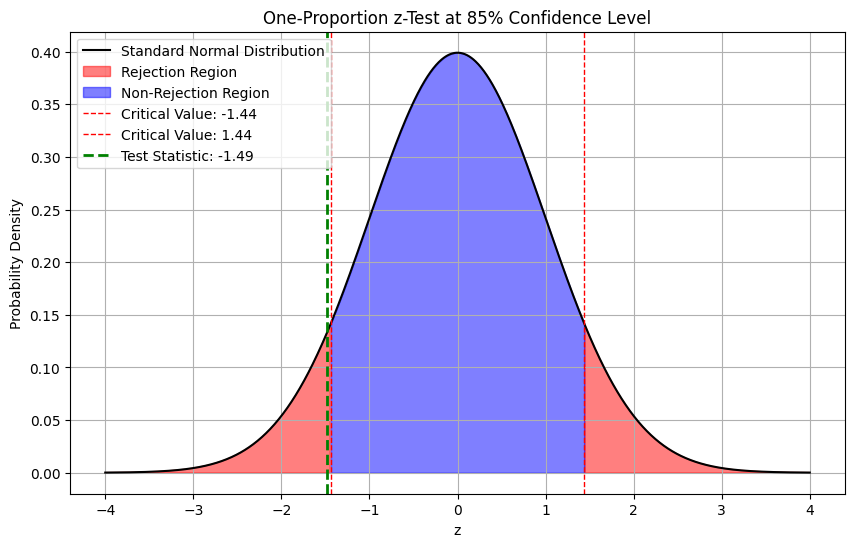 One-Proportion z-Test at 85% Confidence Level
Standard Normal Distribution
Rejection Region
Non-Rejection Region
Critical Value: -1.44
Critical Value: 1.44
Test Statistic: -1.49
Probability Density
0.40
0.35
0.30
0.25
0.20
0.15
0.10
0.05
0.00
−4 −3 −2 −1 0 1 2 3 4
z